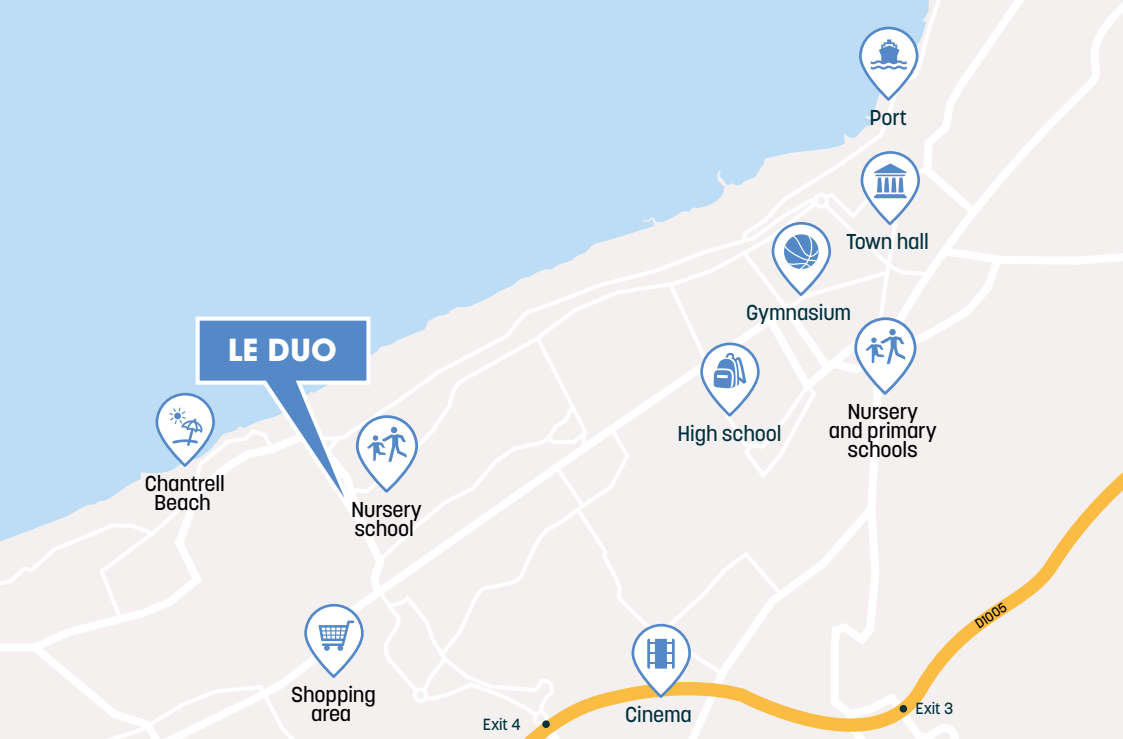 Port
Town hall
Gymnasium
LE DUO
High school
Nursery
and primary
schools
Chantrell
Beach
Nursery
school
D1005
Shopping
area
Cinema
Exit 4
Exit 3